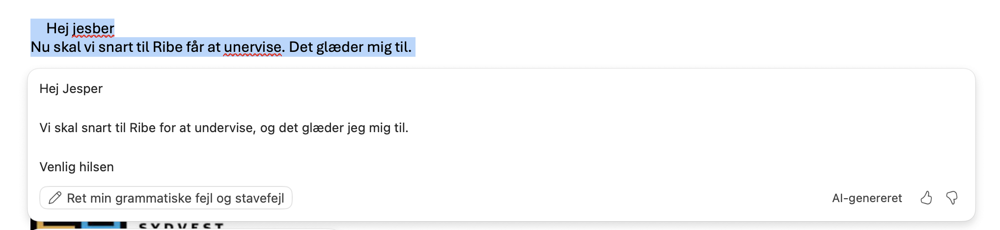 Hej jesber
Nu skal vi snart til Ribe får at unervise. Det glæder mig til.
Hej Jesper
Vi skal snart til Ribe for at undervise, og det glæder jeg mig til.
Venlig hilsen
Ret min grammatiske fejl og stavefejl
AI-genereret
SYDVEST